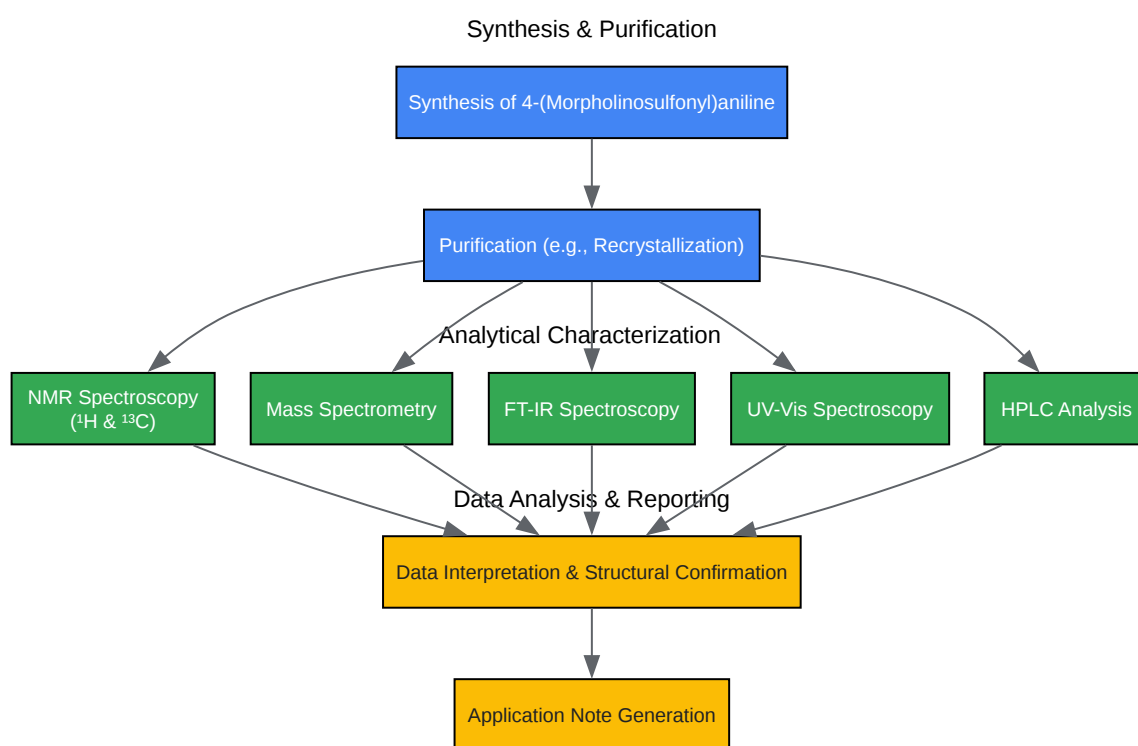 Synthesis & Purification
Synthesis of 4-(Morpholinosulfonyl)aniline
Purification (e.g., Recrystallization)
Analytical Characterization
NMR Spectroscopy
(¹H & ¹³C)
Mass Spectrometry
FT-IR Spectroscopy
UV-Vis Spectroscopy
HPLC Analysis
Data Analysis & Reporting
Data Interpretation & Structural Confirmation
Application Note Generation